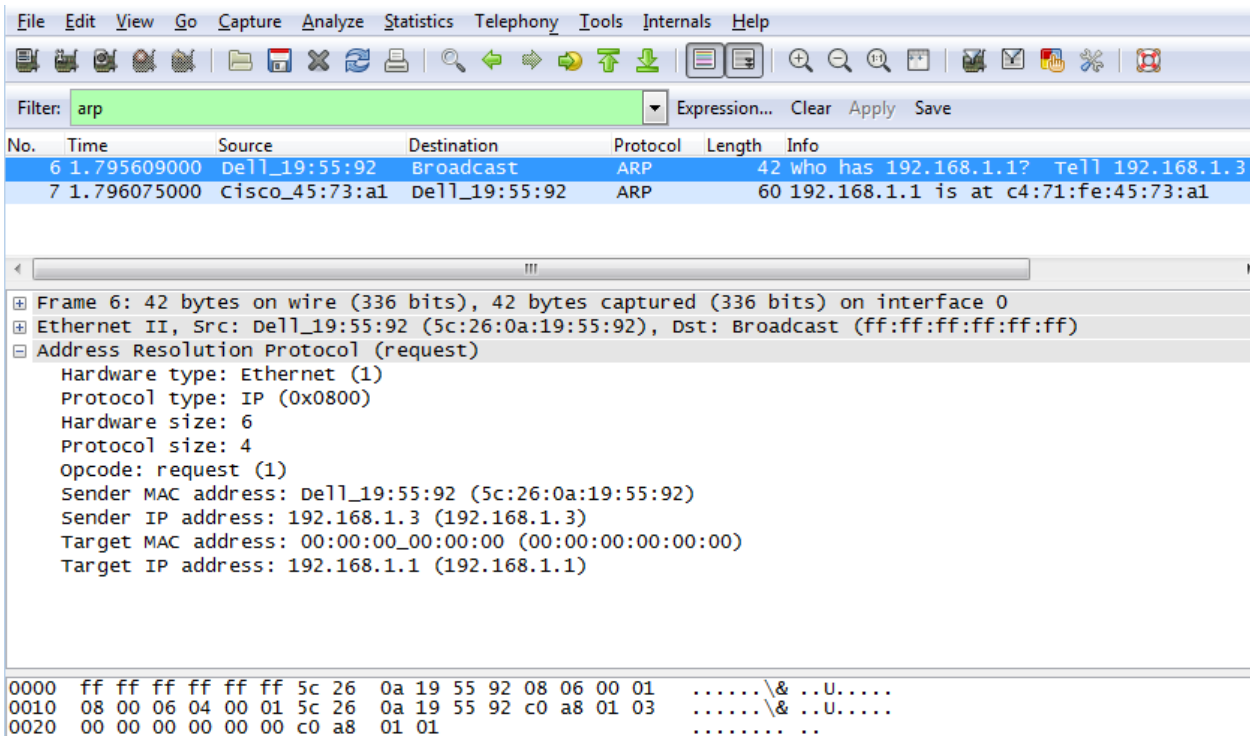 File Edit View Go Capture Analyze Statistics Telephony Tools Internals Help
Filter: arp Expression... Clear Apply Save
No. Time Source Destination Protocol Length Info
6 1.795609000 Dell_19:55:92 Broadcast ARP 42 Who has 192.168.1.1? Tell 192.168.1.3
7 1.796075000 Cisco_45:73:a1 Dell_19:55:92 ARP 60 192.168.1.1 is at c4:71:fe:45:73:a1
Frame 6: 42 bytes on wire (336 bits), 42 bytes captured (336 bits) on interface 0
Ethernet II, Src: Dell_19:55:92 (5c:26:0a:19:55:92), Dst: Broadcast (ff:ff:ff:ff:ff:ff)
Address Resolution Protocol (request)
Hardware type: Ethernet (1)
Protocol type: IP (0x0800)
Hardware size: 6
Protocol size: 4
Opcode: request (1)
Sender MAC address: Dell_19:55:92 (5c:26:0a:19:55:92)
Sender IP address: 192.168.1.3 (192.168.1.3)
Target MAC address: 00:00:00_00:00:00 (00:00:00:00:00:00)
Target IP address: 192.168.1.1 (192.168.1.1)
0000 ff ff ff ff ff ff 5c 26 0a 19 55 92 08 06 00 01 ......\& ..U.....
0010 08 00 06 04 00 01 5c 26 0a 19 55 92 c0 a8 01 03 ......\& ..U.....
0020 00 00 00 00 00 00 c0 a8 01 01 ........ ..